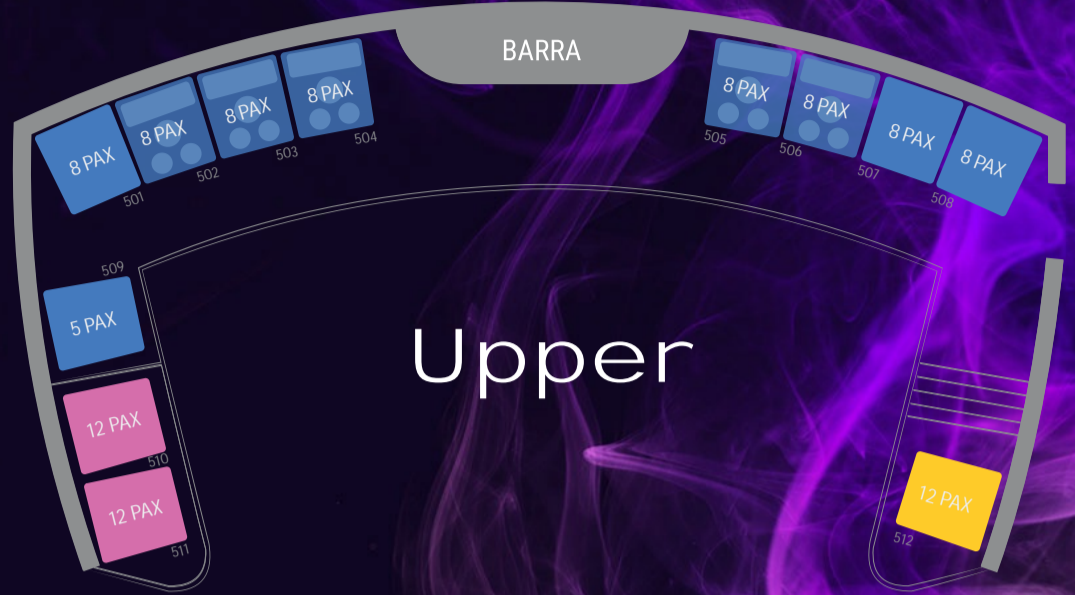 BARRA
8 PAX
501
8 PAX
502
8 PAX
503
8 PAX
504
8 PAX
505
8 PAX
506
8 PAX
507
8 PAX
508
509
5 PAX
Upper
12 PAX
510
12 PAX
511
12 PAX
512